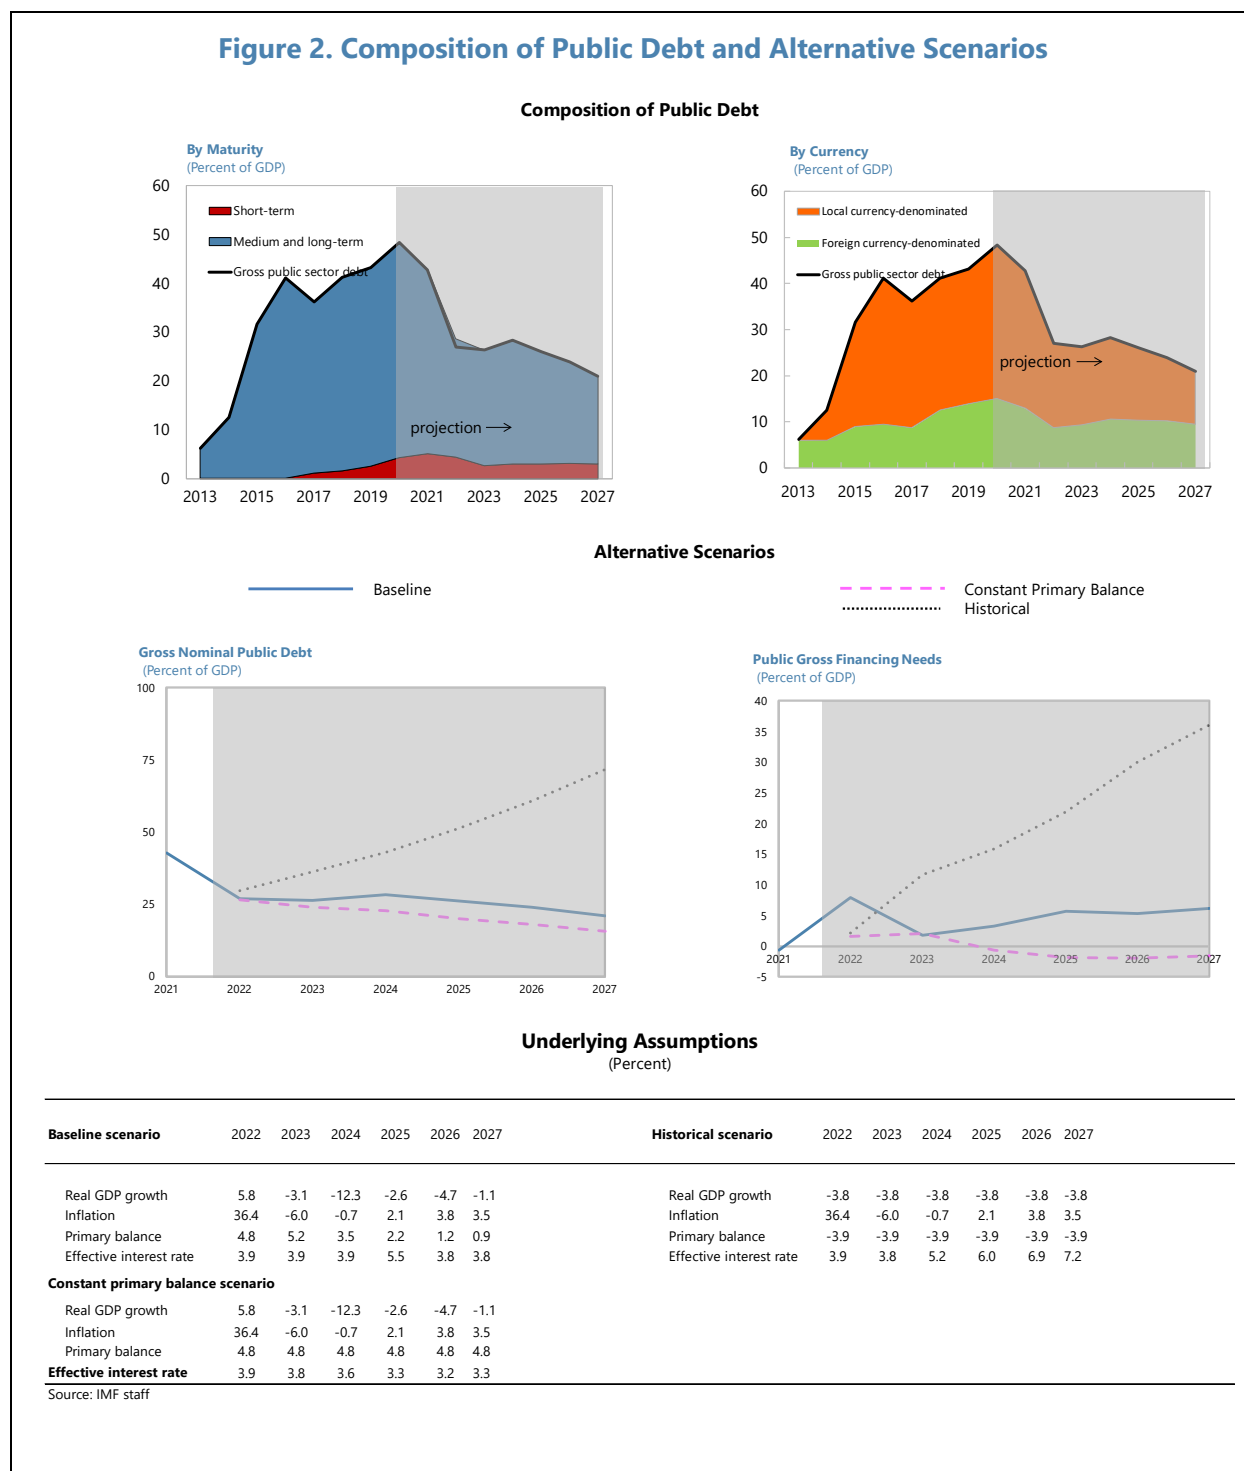 Figure 2. Composition of Public Debt and Alternative Scenarios
Composition of Public Debt
By Maturity
(Percent of GDP)
60
50
40
30
20
10
0
Short-term
Medium and long-term
Gross public sector debt
projection
2013 2015 2017 2019 2021 2023 2025 2027
By Currency
(Percent of GDP)
60
50
40
30
20
10
0
Local currency-denominated
Foreign currency-denominated
Gross public sector debt
projection
2013 2015 2017 2019 2021 2023 2025 2027
Alternative Scenarios
Baseline
Constant Primary Balance
Historical
Gross Nominal Public Debt
(Percent of GDP)
100
75
50
25
0
2021 2022 2023 2024 2025 2026 2027
Public Gross Financing Needs
(Percent of GDP)
40
35
30
25
20
15
10
5
0
-5
2021 2022 2023 2024 2025 2026 2027
Underlying Assumptions
(Percent)
Baseline scenario 2022 2023 2024 2025 2026 2027
Real GDP growth 5.8 -3.1 -12.3 -2.6 -4.7 -1.1
Inflation 36.4 -6.0 -0.7 2.1 3.8 3.5
Primary balance 4.8 5.2 3.5 2.2 1.2 0.9
Effective interest rate 3.9 3.9 3.9 5.5 3.8 3.8
Constant primary balance scenario
Real GDP growth 5.8 -3.1 -12.3 -2.6 -4.7 -1.1
Inflation 36.4 -6.0 -0.7 2.1 3.8 3.5
Primary balance 4.8 4.8 4.8 4.8 4.8 4.8
Effective interest rate 3.9 3.8 3.6 3.3 3.2 3.3
Historical scenario 2022 2023 2024 2025 2026 2027
Real GDP growth -3.8 -3.8 -3.8 -3.8 -3.8 -3.8
Inflation 36.4 -6.0 -0.7 2.1 3.8 3.5
Primary balance -3.9 -3.9 -3.9 -3.9 -3.9 -3.9
Effective interest rate 3.9 3.8 5.2 6.0 6.9 7.2
Source: IMF staff